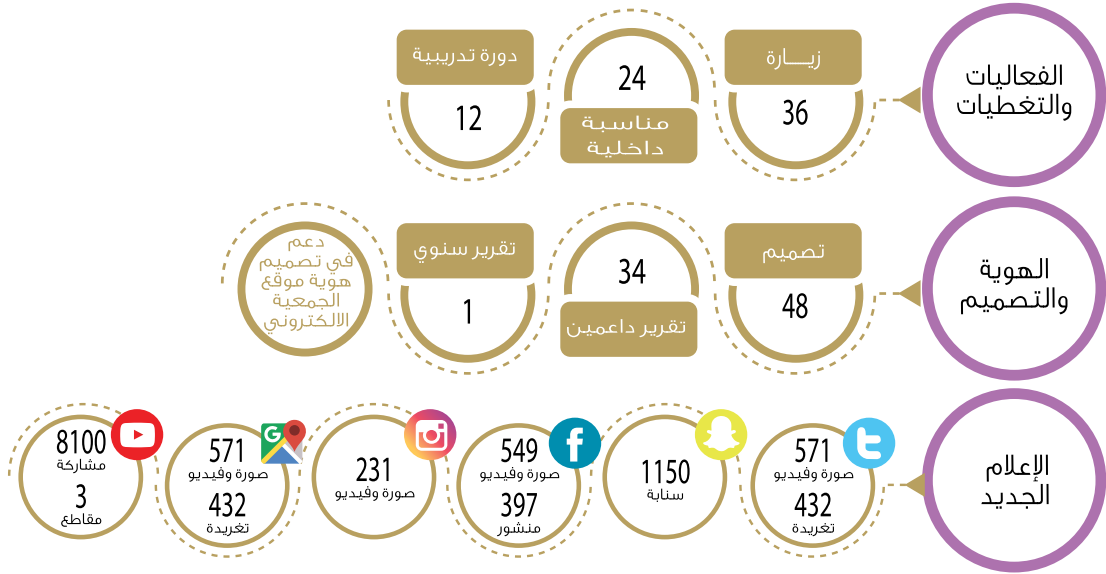 الفعاليات
والتغطيات
زيـــارة
36
24
مناسبة
داخلية
دورة تدريبية
12
الهوية
والتصميم
تصميم
48
34
تقرير داعمين
تقرير سنوي
1
دعم
في تصميم
هوية موقع
الجمعية
الالكتروني
الإعلام
الجديد
571
صورة وفيديو
432
تغريدة
1150
سنابة
549
صورة وفيديو
397
منشور
231
صورة وفيديو
G
571
صورة وفيديو
432
تغريدة
8100
مشاركة
3
مقاطع